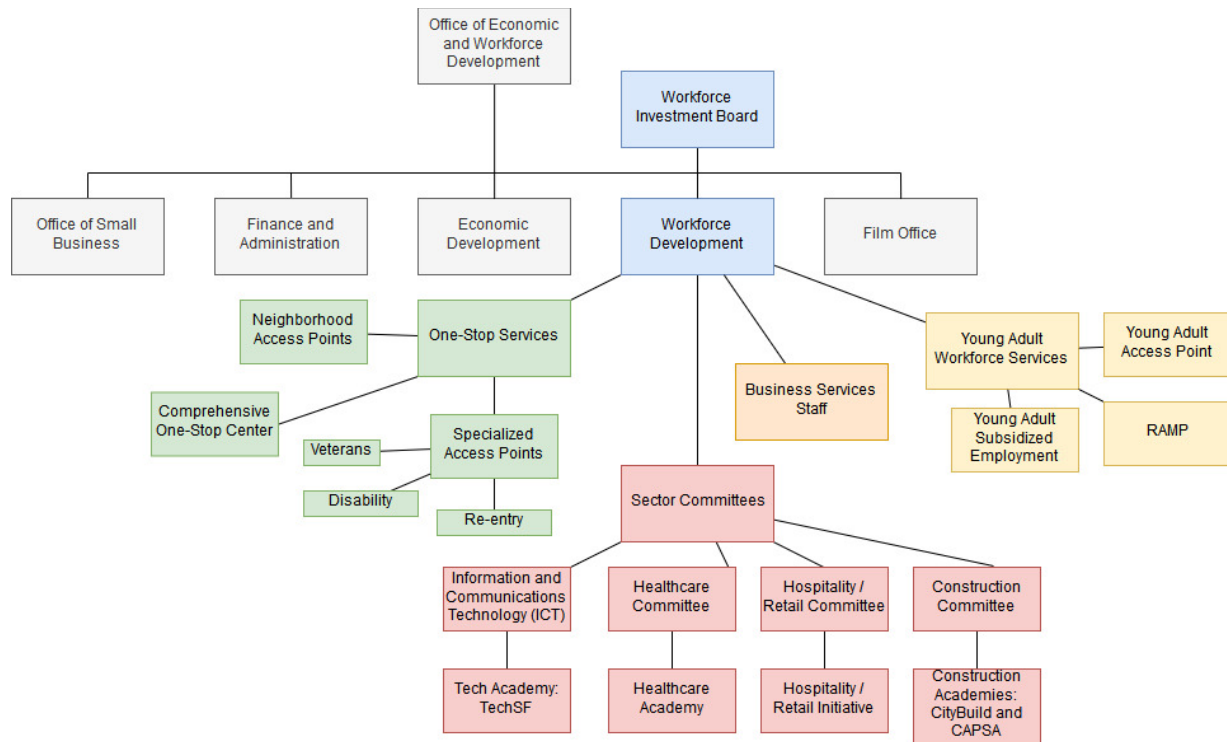 Office of Economic
and Workforce
Development
Workforce
Investment Board
Office of Small
Business
Finance and
Administration
Economic
Development
Workforce
Development
Film Office
Neighborhood
Access Points
One-Stop Services
Young Adult
Workforce Services
Young Adult
Access Point
Business Services
Staff
Comprehensive
One-Stop Center
Specialized
Access Points
Veterans
Disability
Re-entry
Young Adult
Subsidized
Employment
RAMP
Sector Committees
Information and
Communications
Technology (ICT)
Healthcare
Committee
Hospitality /
Retail Committee
Construction
Committee
Tech Academy:
TechSF
Healthcare
Academy
Hospitality /
Retail Initiative
Construction
Academies:
CityBuild and
CAPSA